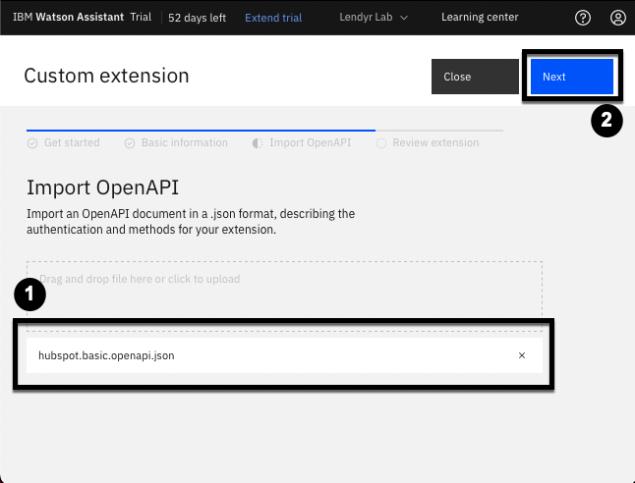 IBM Watson Assistant Trial 52 days left Extend trial Lendyr Lab Learning center
Custom extension
Close
Next
2
Get started Basic information Import OpenAPI Review extension
Import OpenAPI
Import an OpenAPI document in a .json format, describing the
authentication and methods for your extension.
Drag and drop file here or click to upload
1
hubspot.basic.openapi.json